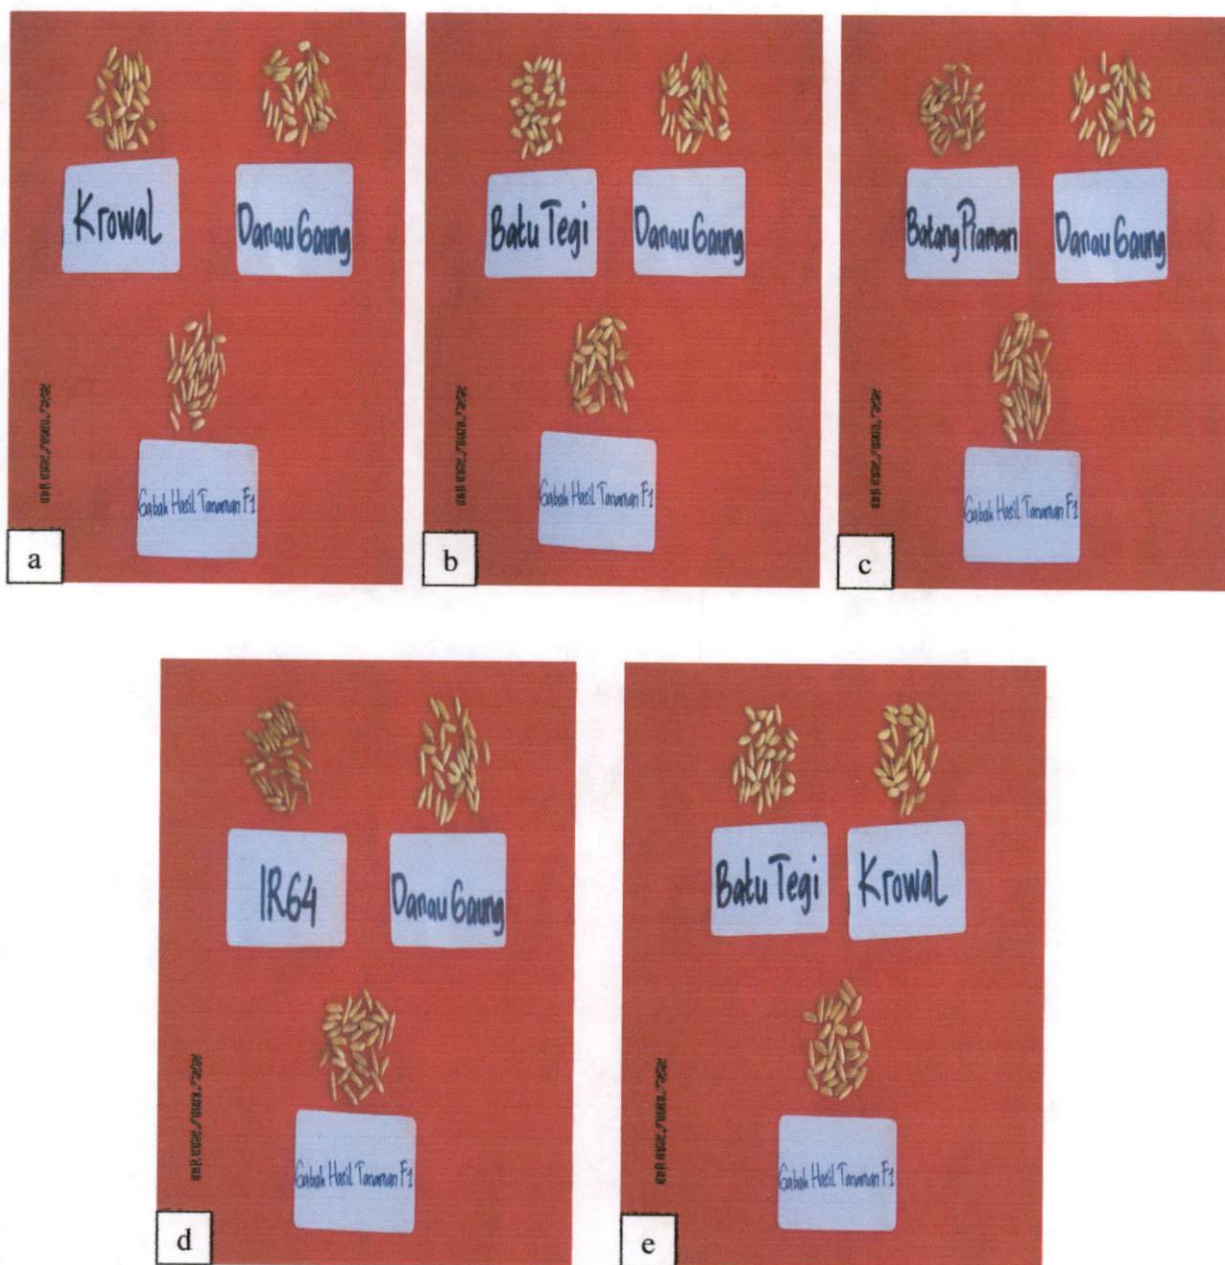 Krowal
Danau Gaung
Gabah Hasil Tanaman F1
a
Batu Tegi
Danau Gaung
Gabah Hasil Tanaman F1
b
Batang Piaman
Danau Gaung
Gabah Hasil Tanaman F1
c
IR64
Danau Gaung
Gabah Hasil Tanaman F1
d
Batu Tegi
Krowal
Gabah Hasil Tanaman F1
e